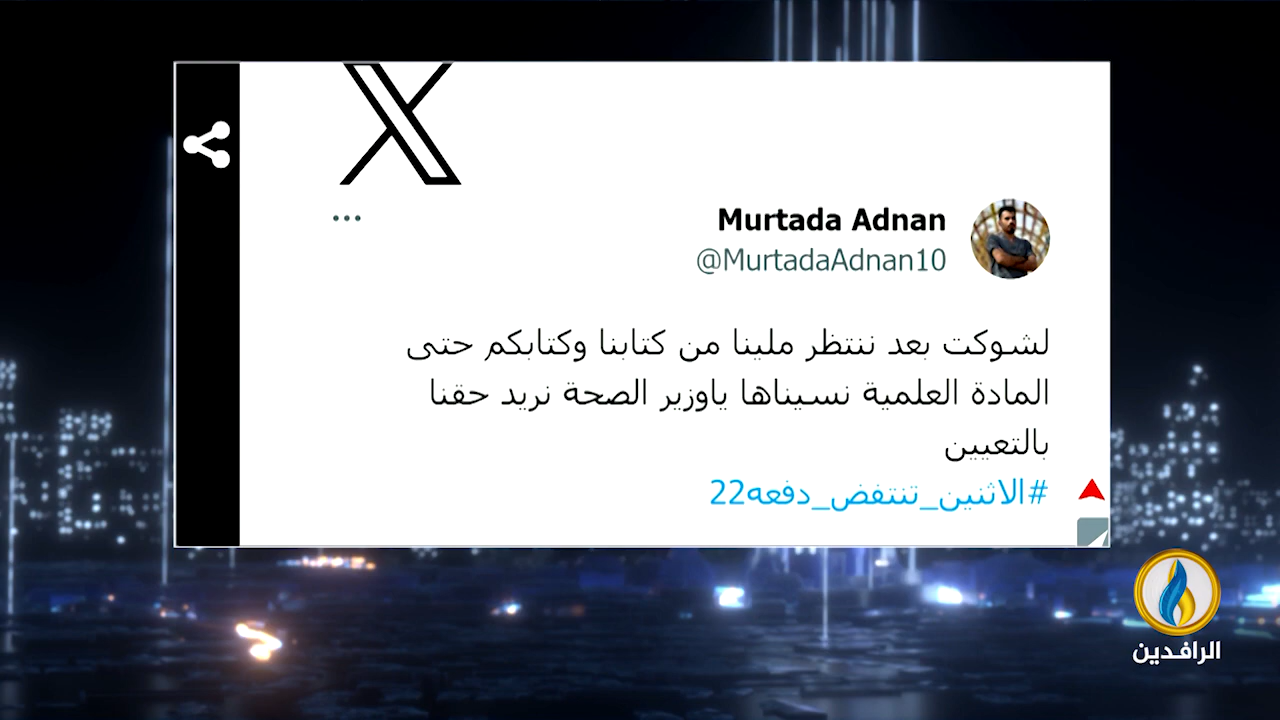 Murtada Adnan
@MurtadaAdnan10
لشوكت بعد ننتظر ملينا من كتابنا وكتابكم حتى
المادة العلمية نسيناها ياوزير الصحة نريد حقنا
بالتعيين
#الاثنين_تنتفض_دفعه22
الرافدين